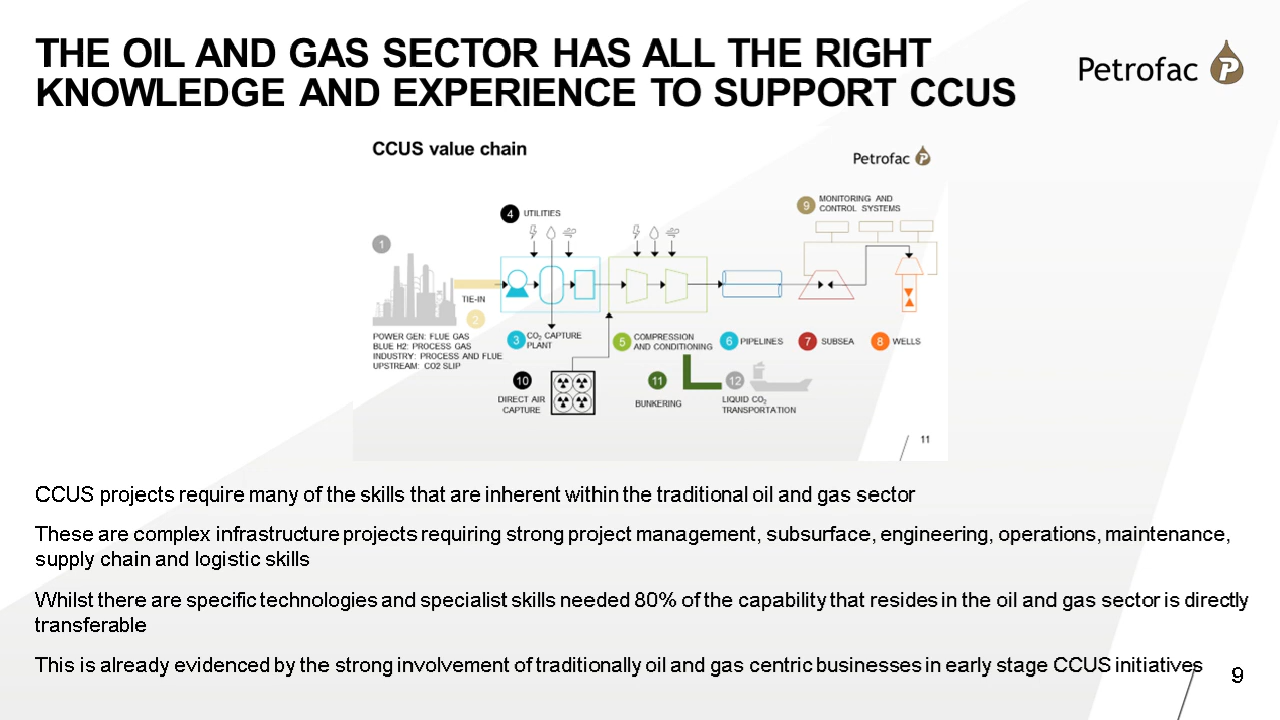 THE OIL AND GAS SECTOR HAS ALL THE RIGHT
KNOWLEDGE AND EXPERIENCE TO SUPPORT CCUS
Petrofac P
CCUS value chain
Petrofac P
9 MONITORING AND
CONTROL SYSTEMS
4 UTILITIES
1
TIE-IN
2
POWER GEN: FLUE GAS
BLUE H2: PROCESS GAS
INDUSTRY: PROCESS AND FLUE
UPSTREAM: CO2 SLIP
3 CO₂ CAPTURE
PLANT
5 COMPRESSION
AND CONDITIONING
6 PIPELINES
7 SUBSEA
8 WELLS
10
DIRECT AIR
CAPTURE
11
BUNKERING
12
LIQUID CO₂
TRANSPORTATION
11
CCUS projects require many of the skills that are inherent within the traditional oil and gas sector
These are complex infrastructure projects requiring strong project management, subsurface, engineering, operations, maintenance,
supply chain and logistic skills
Whilst there are specific technologies and specialist skills needed 80% of the capability that resides in the oil and gas sector is directly
transferable
This is already evidenced by the strong involvement of traditionally oil and gas centric businesses in early stage CCUS initiatives
9